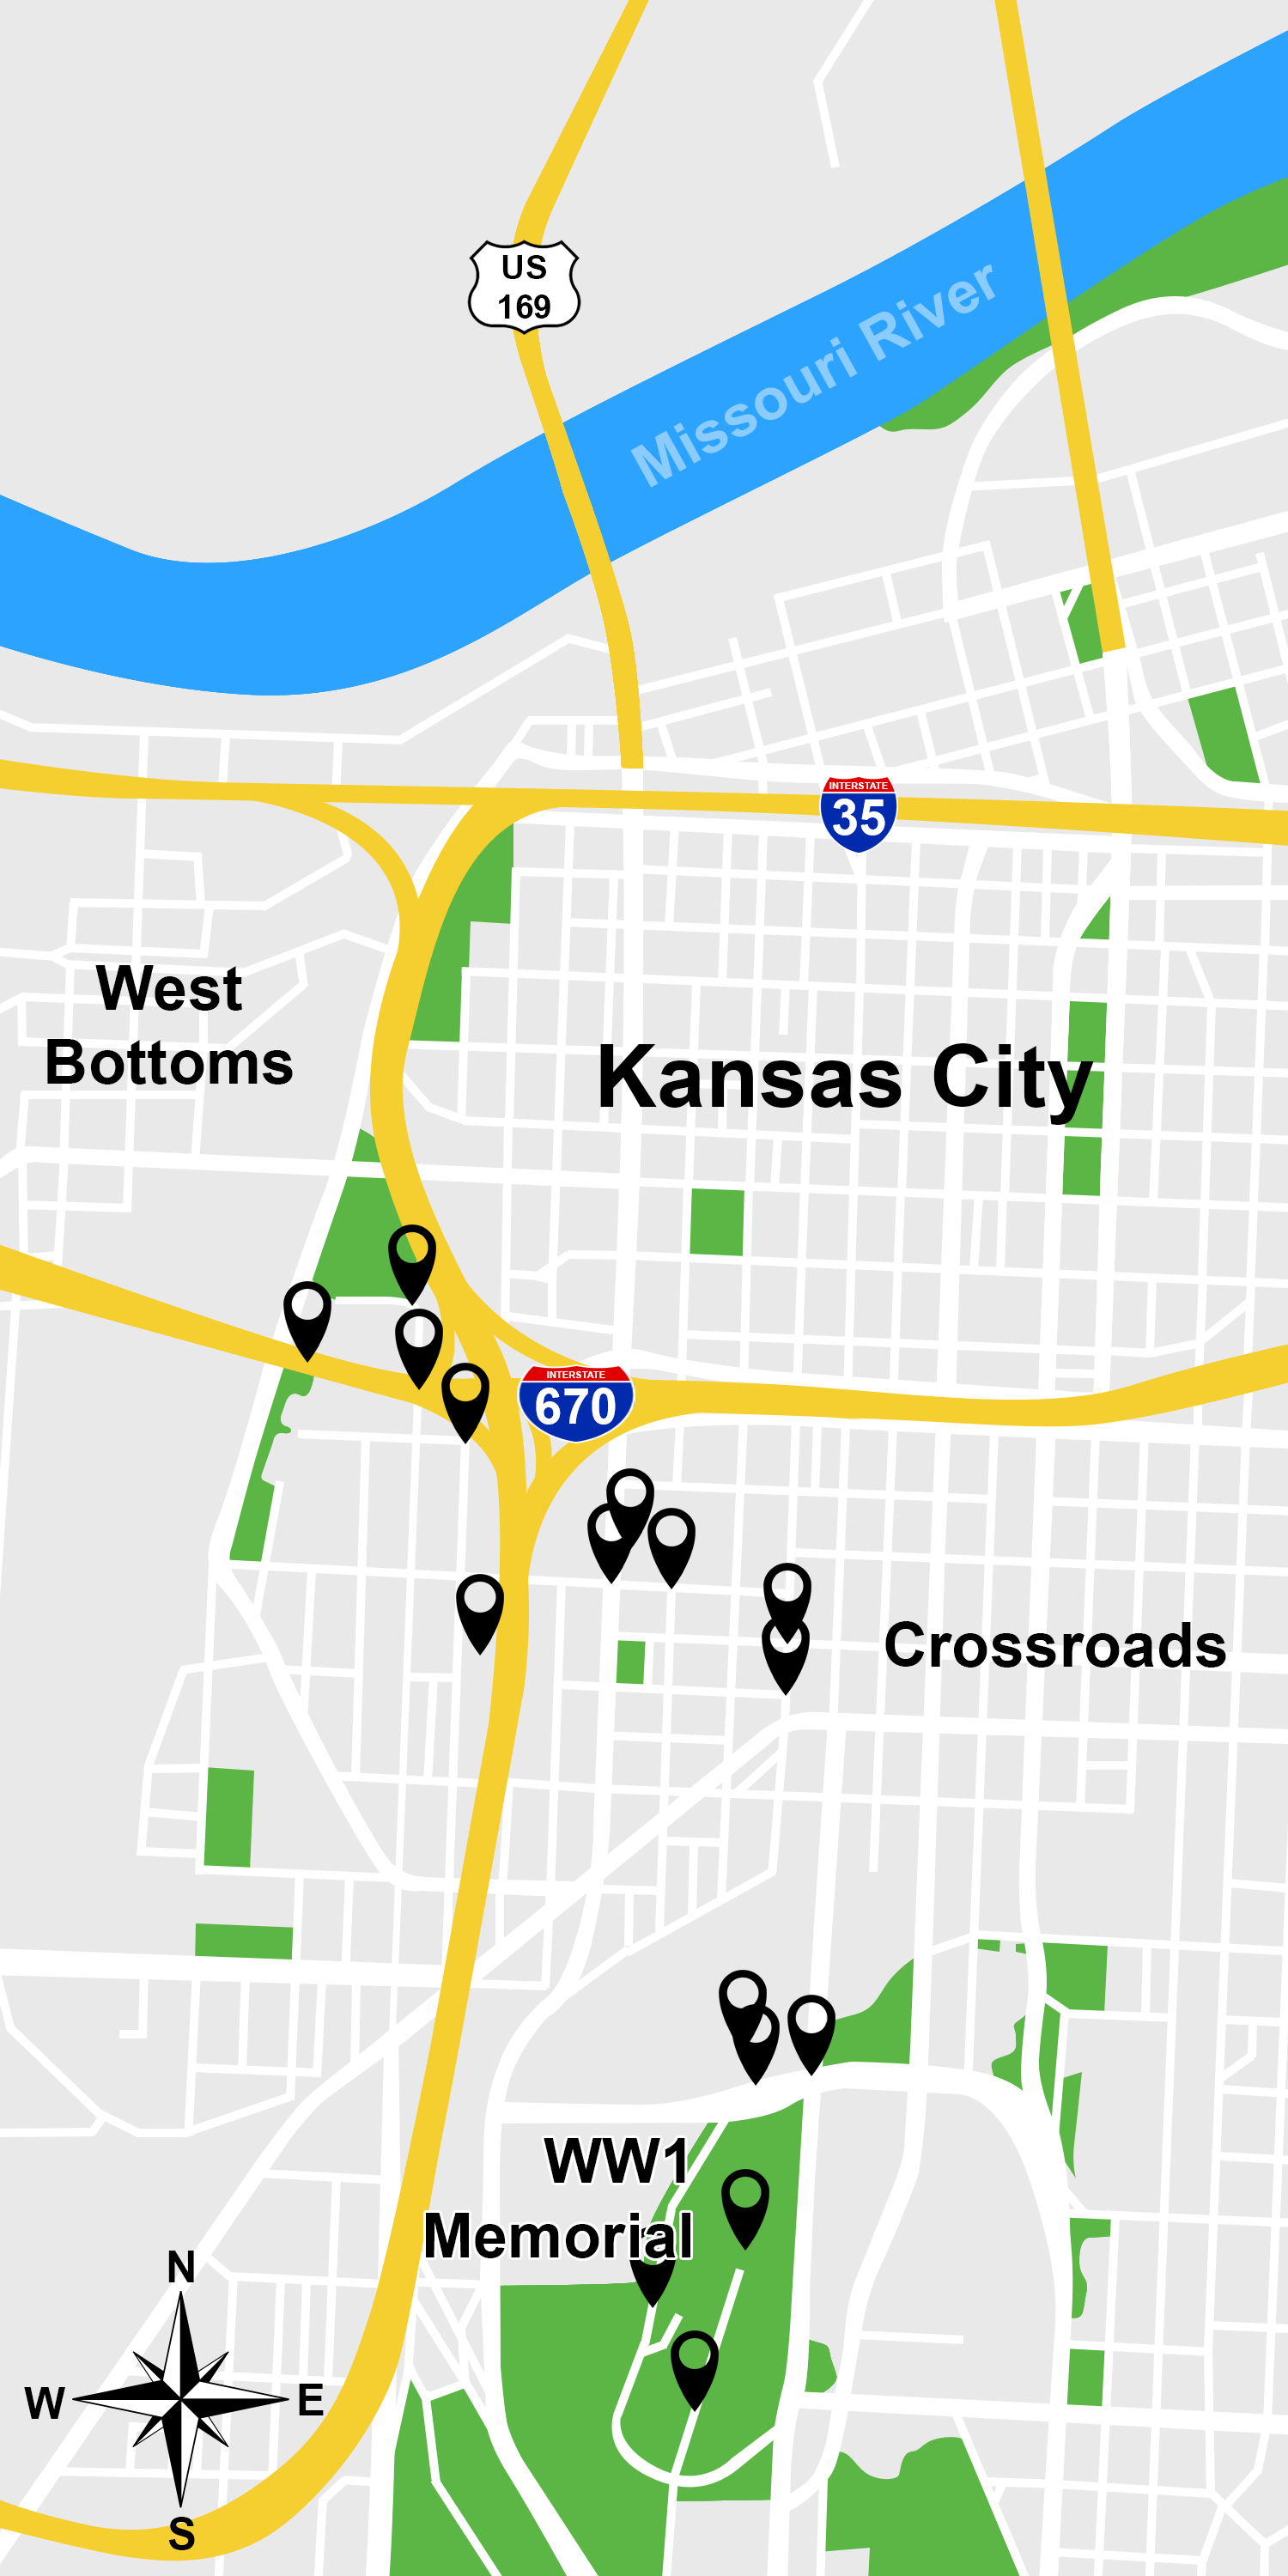 US
169
Missouri River
INTERSTATE
35
West
Bottoms
Kansas City
INTERSTATE
670
Crossroads
WW1
Memorial
N
W
E
S